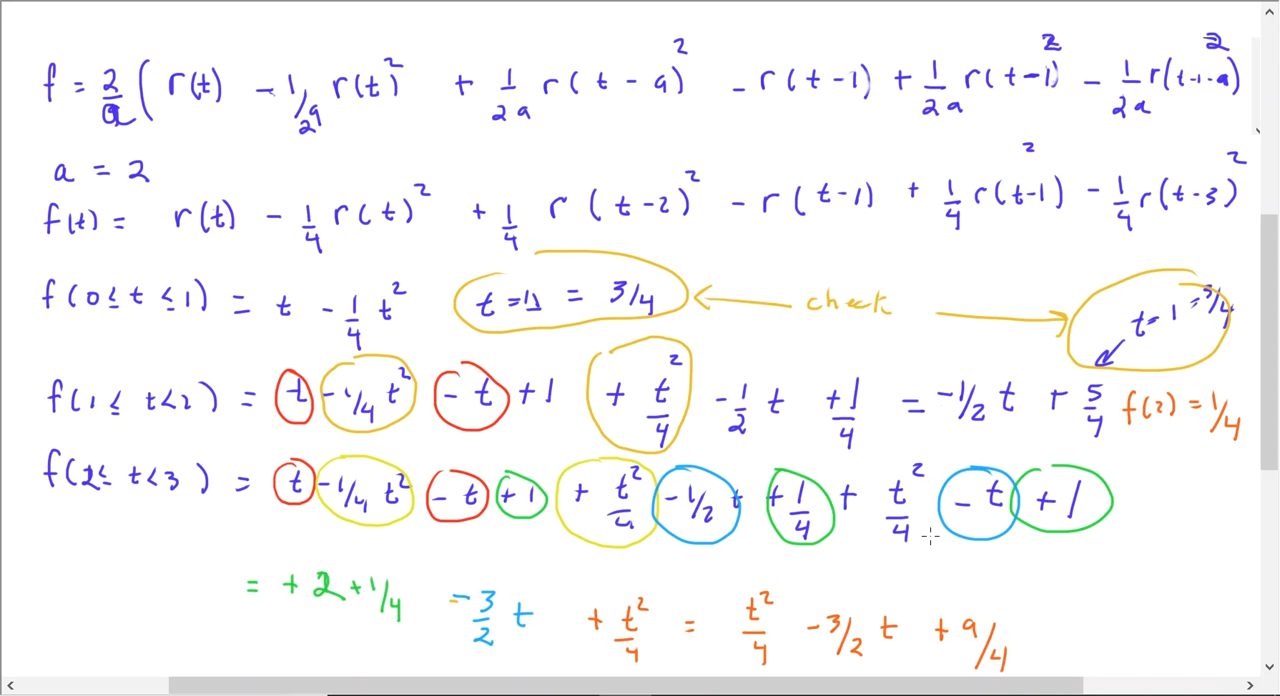 f = 2/a ( r(t) - 1/2a r(t)² + 1/2a r(t-a)² - r(t-1) + 1/2a r(t-1)² - 1/2a r(t-1-a)²
a = 2
f(t) = r(t) - 1/4 r(t)² + 1/4 r(t-2)² - r(t-1) + 1/4 r(t-1)² - 1/4 r(t-3)²
f(0≤t≤1) = t - 1/4 t² t=1 = 3/4 ← check → t=1 = 3/4
f(1≤t<2) = t - 1/4 t² - t + 1 + t²/4 - 1/2 t + 1/4 = -1/2 t + 5/4 f(2) = 1/4
f(2≤t<3) = t - 1/4 t² - t + 1 + t²/4 - 1/2 t + 1/4 + t²/4 - t + 1
= + 2 + 1/4 - 3/2 t + t²/4 = t²/4 - 3/2 t + 9/4